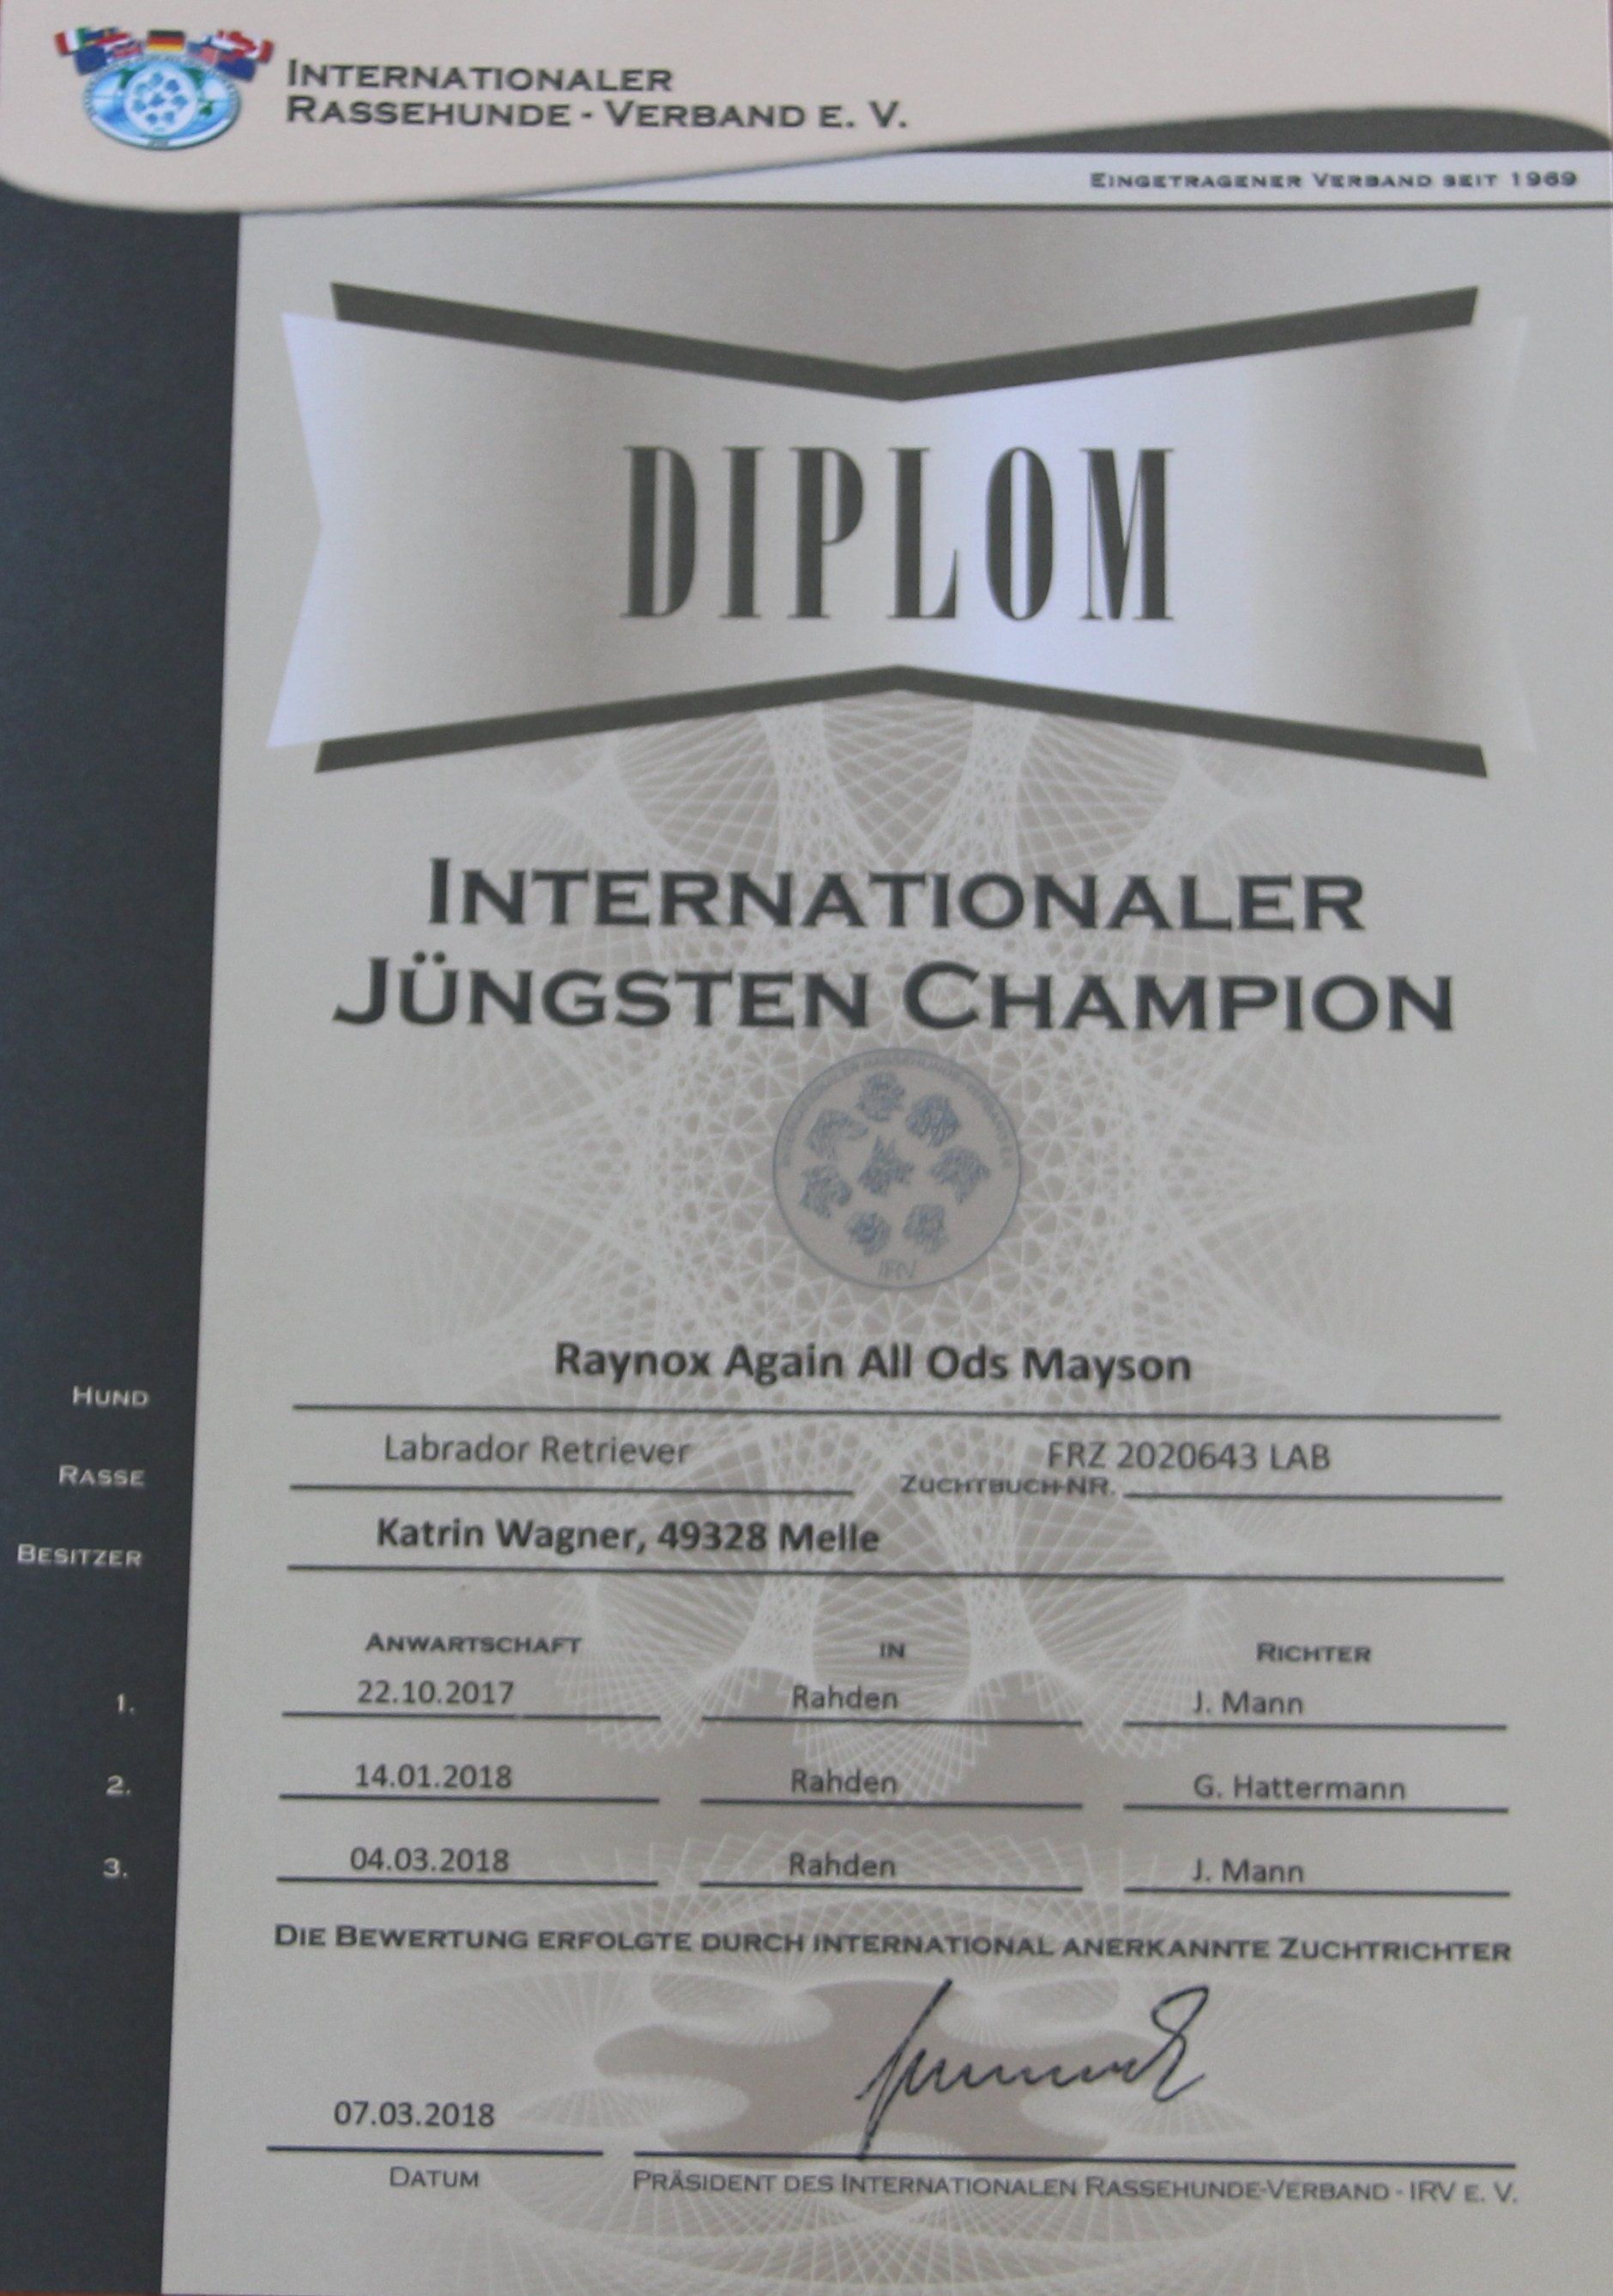 INTERNATIONALER
RASSEHUNDE - VERBAND E. V.
EINGETRAGENER VERBAND SEIT 1969
DIPLOM
INTERNATIONALER
JÜNGSTEN CHAMPION
IRV
Raynox Again All Ods Mayson
HUND
Labrador Retriever FRZ 2020643 LAB
RASSE ZUCHTBUCH-NR.
Katrin Wagner, 49328 Melle
BESITZER
ANWARTSCHAFT IN RICHTER
1. 22.10.2017 Rahden J. Mann
2. 14.01.2018 Rahden G. Hattermann
3. 04.03.2018 Rahden J. Mann
DIE BEWERTUNG ERFOLGTE DURCH INTERNATIONAL ANERKANNTE ZUCHTRICHTER
07.03.2018
DATUM PRÄSIDENT DES INTERNATIONALEN RASSEHUNDE-VERBAND - IRV E. V.